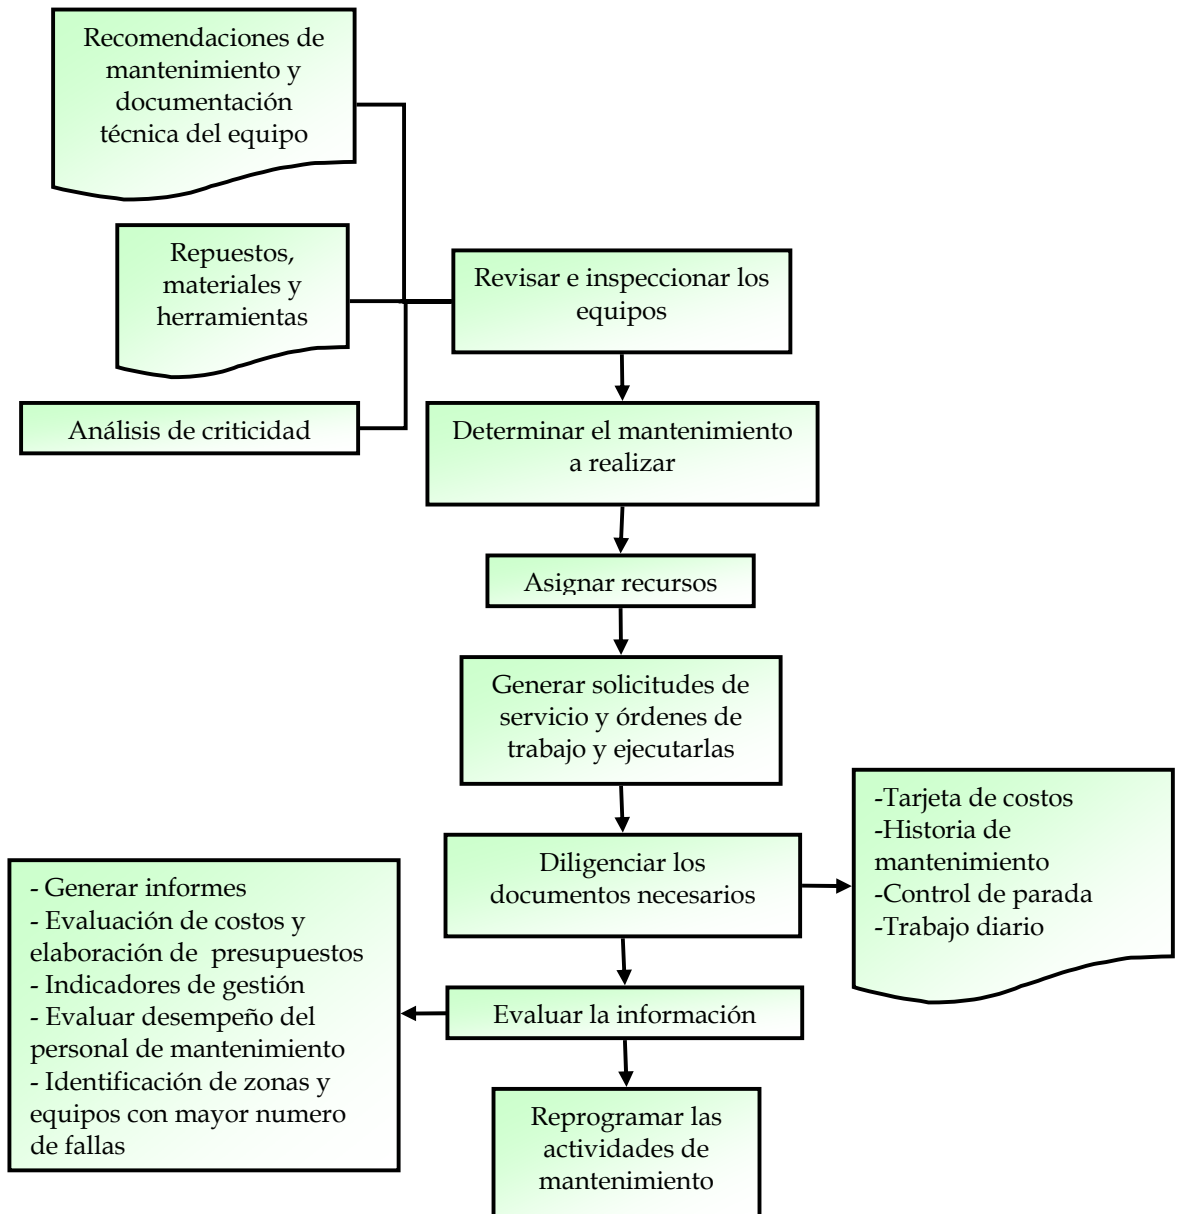 Recomendaciones de
mantenimiento y
documentación
técnica del equipo
Repuestos,
materiales y
herramientas
Análisis de criticidad
Revisar e inspeccionar los
equipos
Determinar el mantenimiento
a realizar
Asignar recursos
Generar solicitudes de
servicio y órdenes de
trabajo y ejecutarlas
Diligenciar los
documentos necesarios
-Tarjeta de costos
-Historia de
mantenimiento
-Control de parada
-Trabajo diario
Evaluar la información
- Generar informes
- Evaluación de costos y
elaboración de  presupuestos
- Indicadores de gestión
- Evaluar desempeño del
personal de mantenimiento
- Identificación de zonas y
equipos con mayor numero
de fallas
Reprogramar las
actividades de
mantenimiento